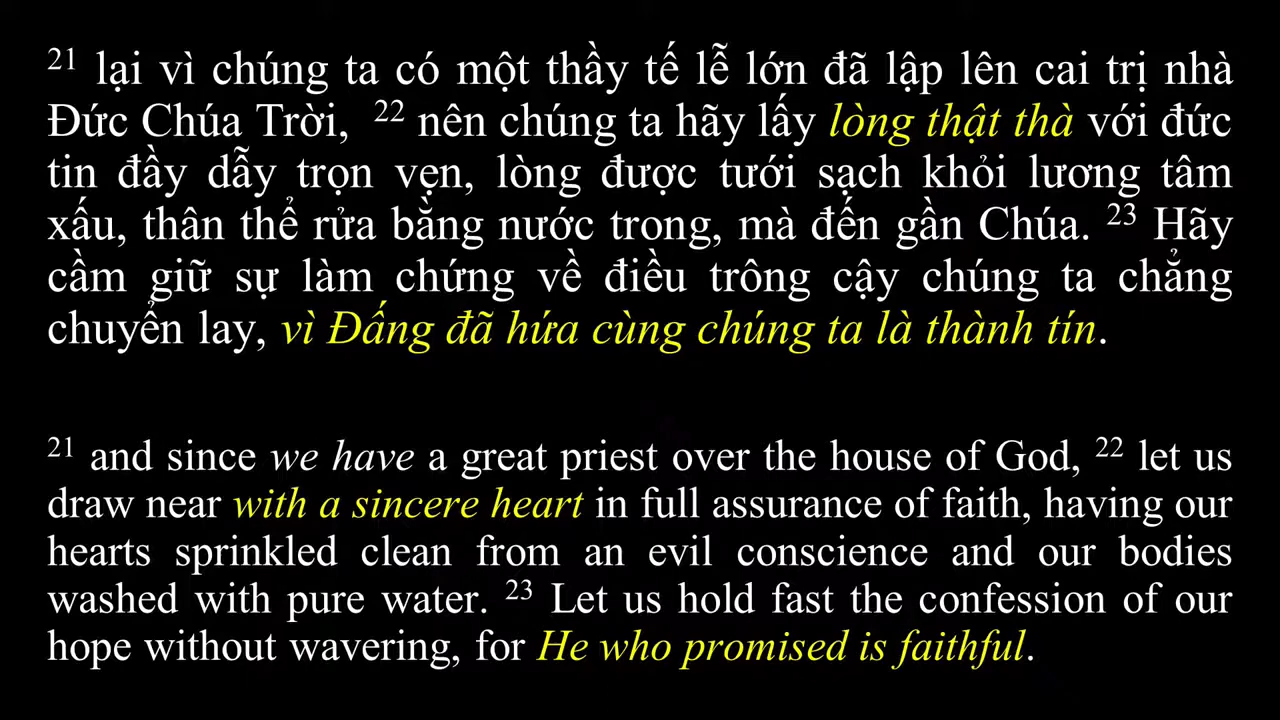 21 lại vì chúng ta có một thầy tế lễ lớn đã lập lên cai trị nhà
Đức Chúa Trời, 22 nên chúng ta hãy lấy lòng thật thà với đức
tin đầy dẫy trọn vẹn, lòng được tưới sạch khỏi lương tâm
xấu, thân thể rửa bằng nước trong, mà đến gần Chúa. 23 Hãy
cầm giữ sự làm chứng về điều trông cậy chúng ta chẳng
chuyển lay, vì Đấng đã hứa cùng chúng ta là thành tín.
21 and since we have a great priest over the house of God, 22 let us
draw near with a sincere heart in full assurance of faith, having our
hearts sprinkled clean from an evil conscience and our bodies
washed with pure water. 23 Let us hold fast the confession of our
hope without wavering, for He who promised is faithful.